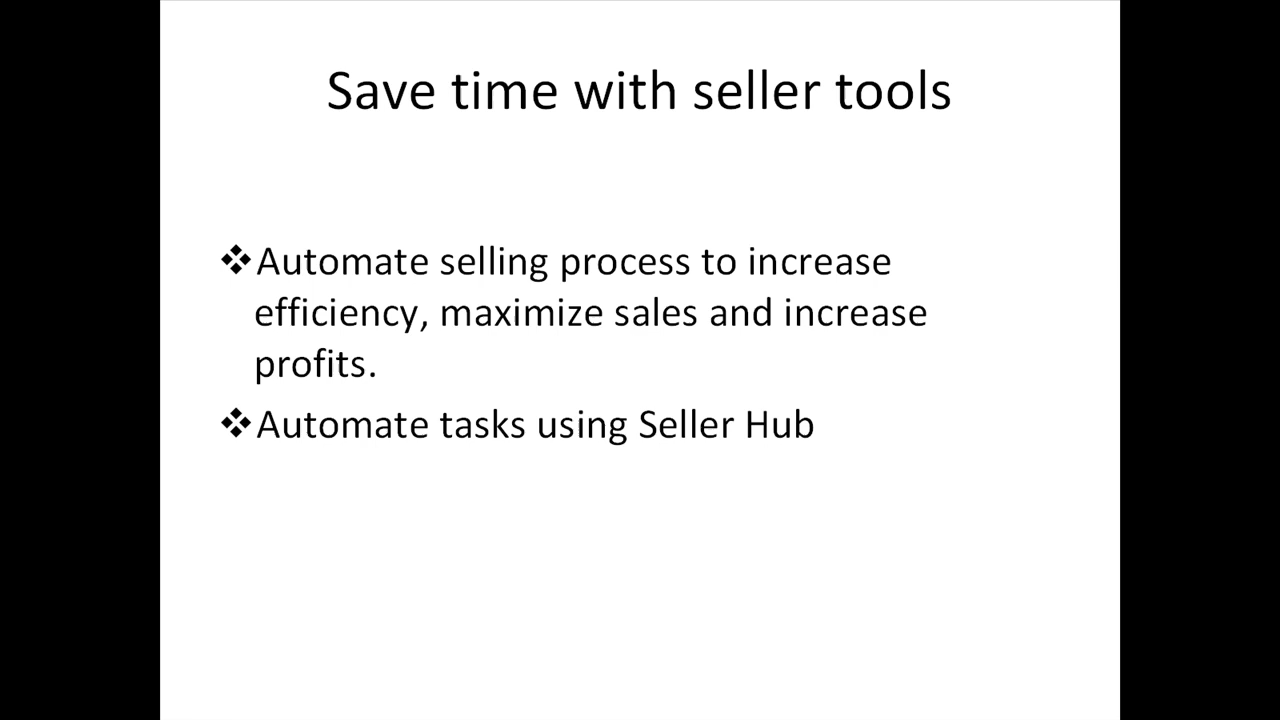 Save time with seller tools
❖Automate selling process to increase
efficiency, maximize sales and increase
profits.
❖Automate tasks using Seller Hub